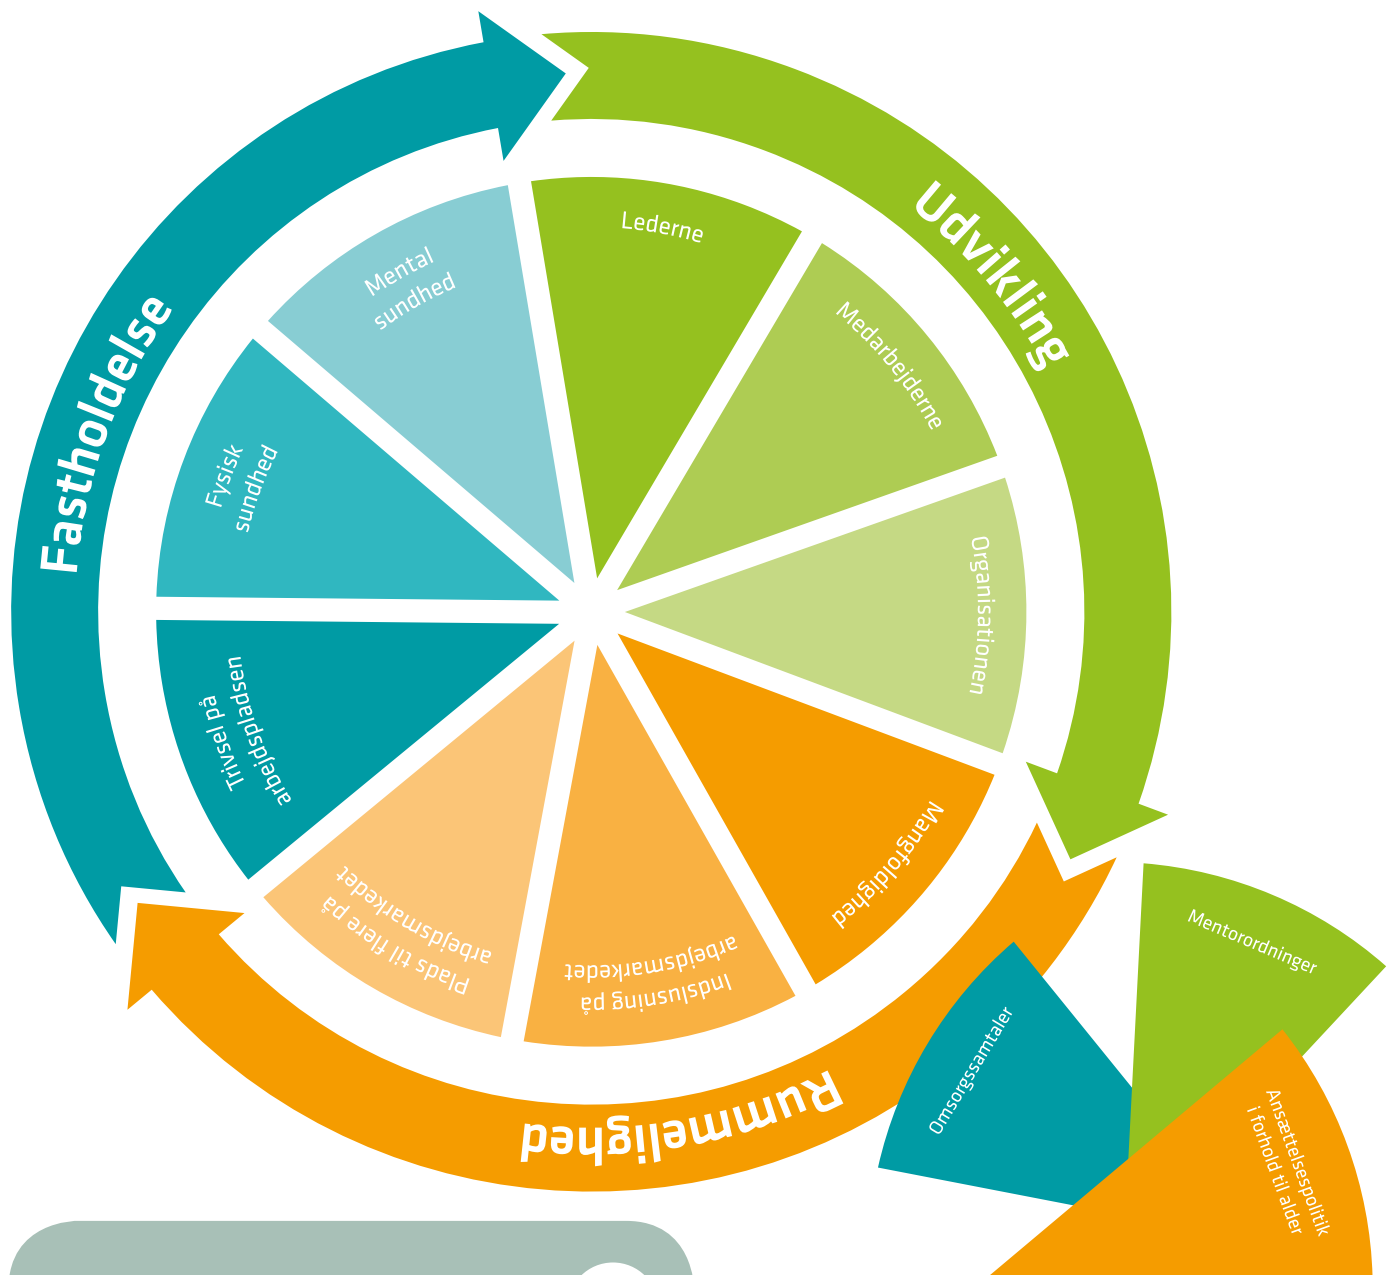 Fastholdelse
Udvikling
Rummelighed
Lederne
Medarbejderne
Organisationen
Mangfoldighed
Indslusning på
arbejdsmarkedet
Plads til flere på
arbejdsmarkedet
Trivsel på
arbejdspladsen
Fysisk
sundhed
Mental
sundhed
Mentorordninger
Omsorgssamtaler
Ansættelsespolitik
i forhold til alder